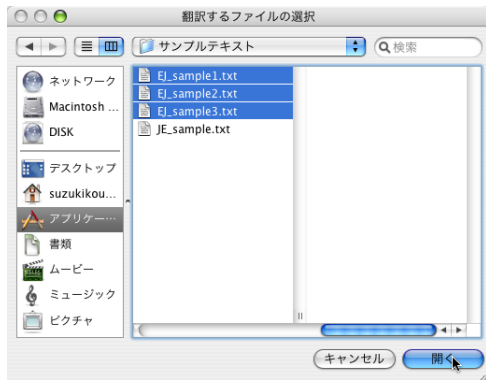 翻訳するファイルの選択
サンプルテキスト
検索
ネットワーク
Macintosh ...
DISK
デスクトップ
suzukikou...
アプリケー...
書類
ムービー
ミュージック
ピクチャ
EJ_sample1.txt
EJ_sample2.txt
EJ_sample3.txt
JE_sample.txt
キャンセル
開く